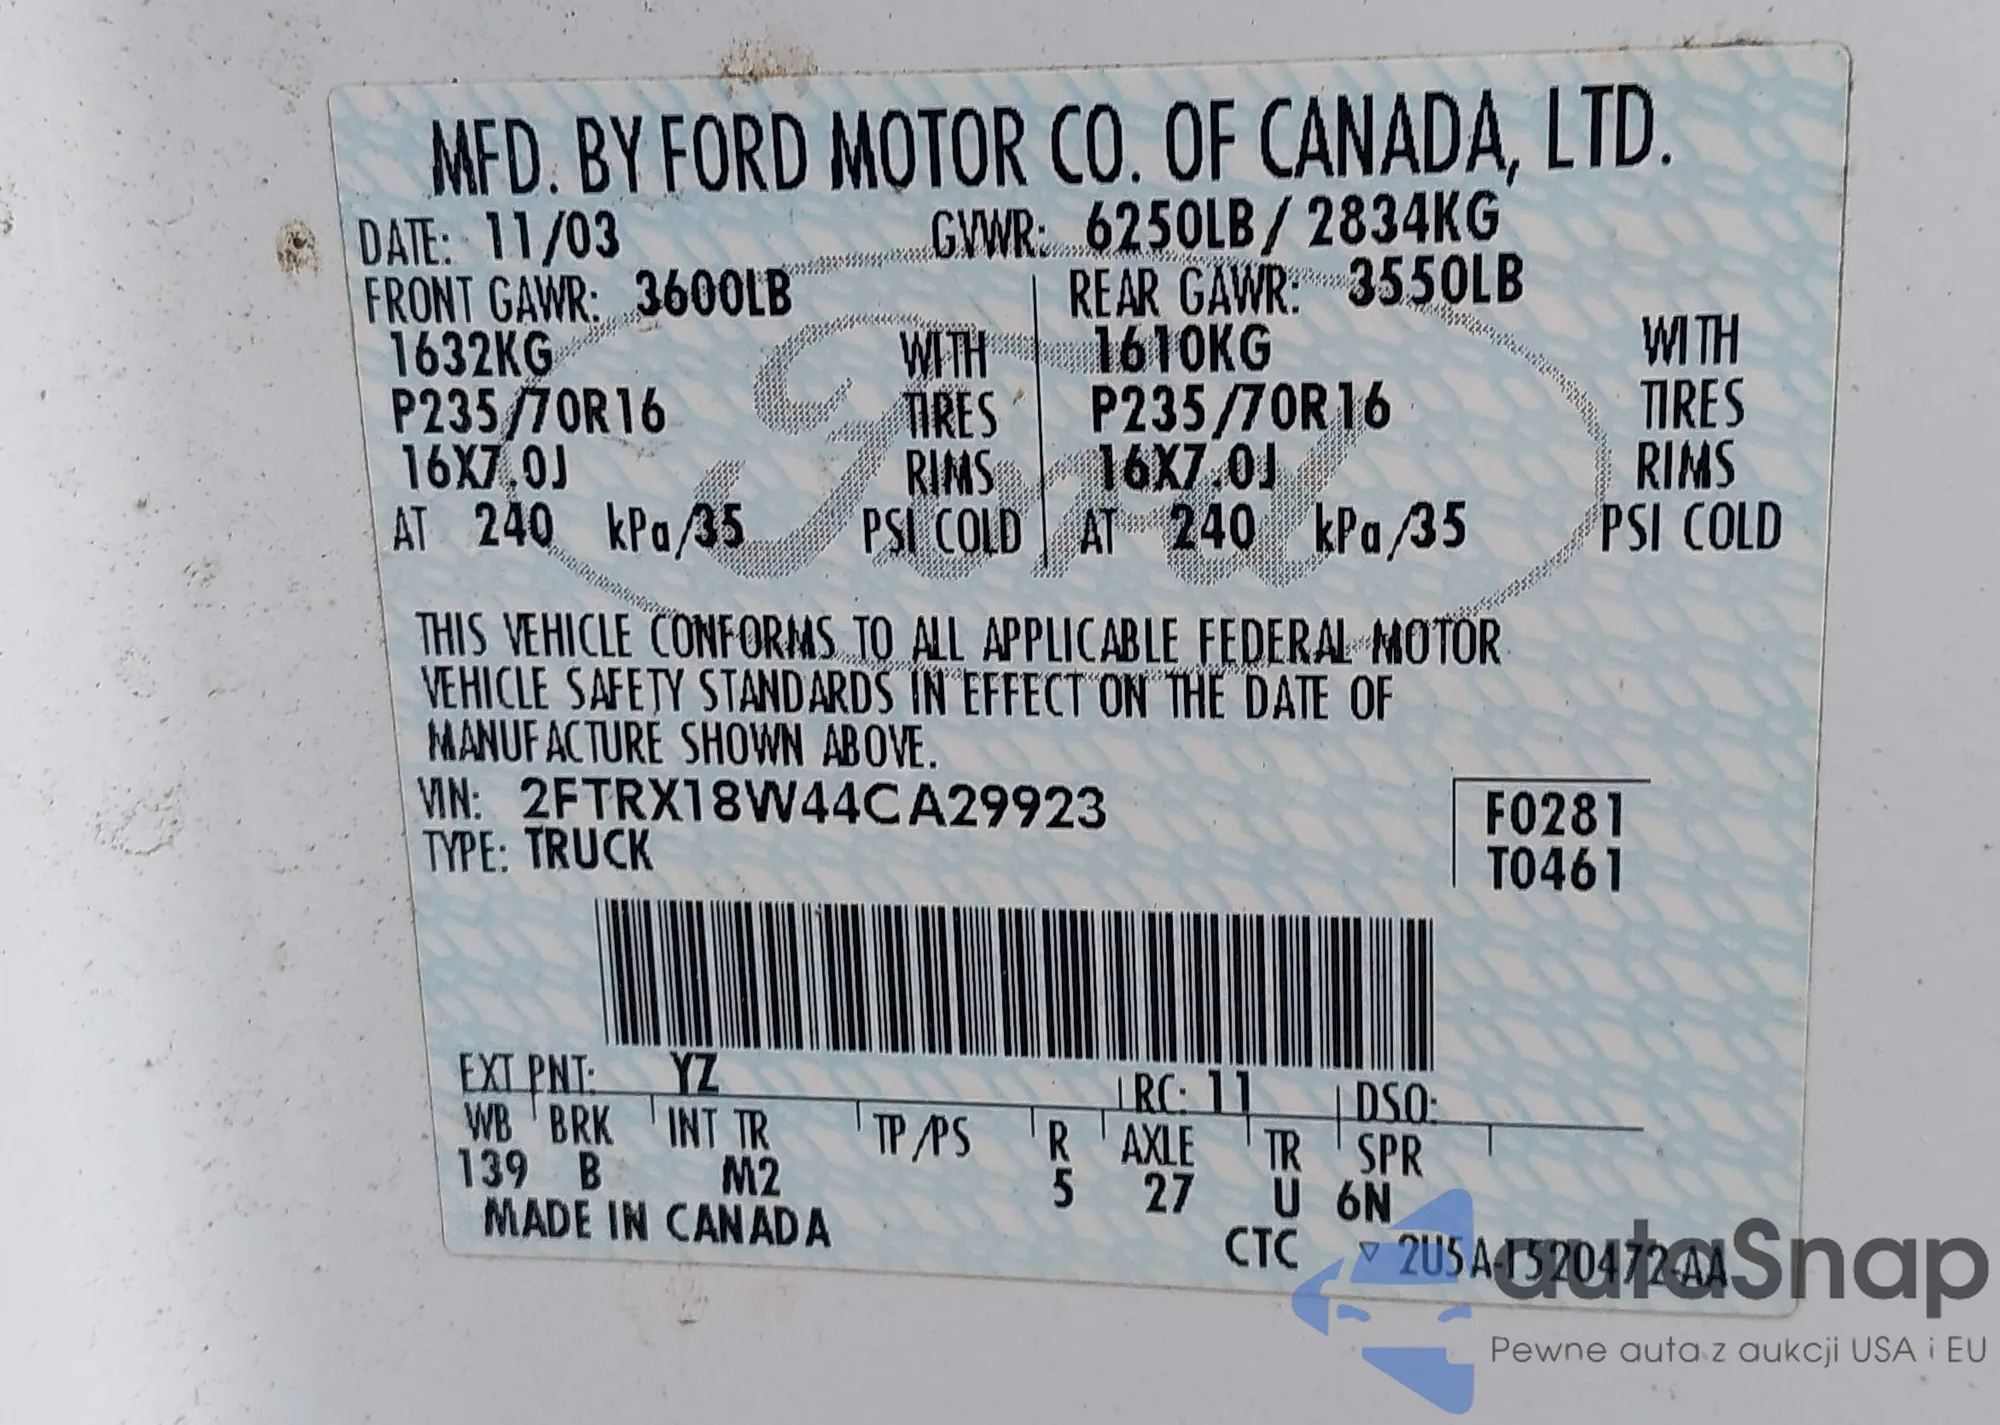 MFD. BY FORD MOTOR CO. OF CANADA, LTD.
DATE: 11/03 GVWR: 6250LB / 2834KG
FRONT GAWR: 3600LB REAR GAWR: 3550LB
1632KG WITH 1610KG WITH
P235/70R16 TIRES P235/70R16 TIRES
16X7.0J RIMS 16X7.0J RIMS
AT 240 kPa/35 PSI COLD AT 240 kPa/35 PSI COLD
Ford
THIS VEHICLE CONFORMS TO ALL APPLICABLE FEDERAL MOTOR
VEHICLE SAFETY STANDARDS IN EFFECT ON THE DATE OF
MANUFACTURE SHOWN ABOVE.
VIN: 2FTRX18W44CA29923 F0281
TYPE: TRUCK T0461
EXT PNT: YZ RC: 11 DSO:
WB BRK INT TR TP/PS R AXLE TR SPR
139 B M2 5 27 U 6N
MADE IN CANADA
CTC ▽ 2U5A-1520472-AA
autaSnap
Pewne auta z aukcji USA i EU